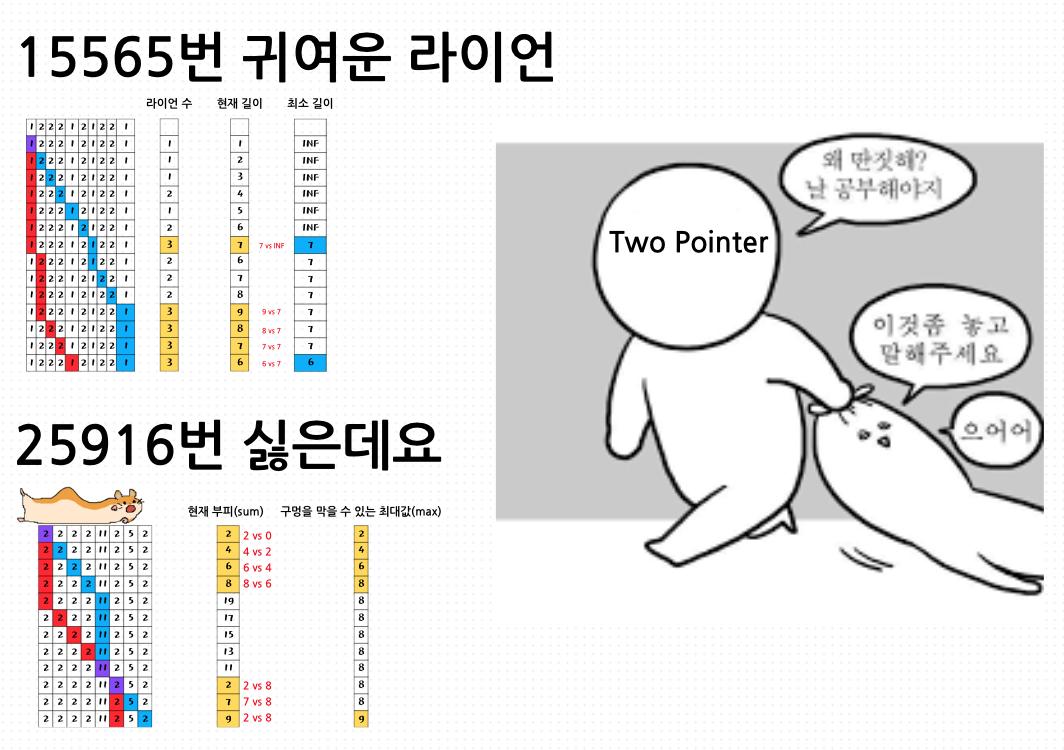 15565번 귀여운 라이언
라이언 수 현재 길이 최소 길이
1 2 2 2 1 2 1 2 2 1
1 2 2 2 1 2 1 2 2 1 1 1 INF
1 2 2 2 1 2 1 2 2 1 1 2 INF
1 2 2 2 1 2 1 2 2 1 1 3 INF
1 2 2 2 1 2 1 2 2 1 2 4 INF
1 2 2 2 1 2 1 2 2 1 1 5 INF
1 2 2 2 1 2 1 2 2 1 2 6 INF
1 2 2 2 1 2 1 2 2 1 3 7 7 vs INF 7
1 2 2 2 1 2 1 2 2 1 2 6 7
1 2 2 2 1 2 1 2 2 1 2 7 7
1 2 2 2 1 2 1 2 2 1 2 8 7
1 2 2 2 1 2 1 2 2 1 3 9 9 vs 7 7
1 2 2 2 1 2 1 2 2 1 3 8 8 vs 7 7
1 2 2 2 1 2 1 2 2 1 3 7 7 vs 7 7
1 2 2 2 1 2 1 2 2 1 3 6 6 vs 7 6
25916번 싫은데요
현재 부피(sum) 구멍을 막을 수 있는 최대값(max)
2 2 2 2 11 2 5 2 2 2 vs 0 2
2 2 2 2 11 2 5 2 4 4 vs 2 4
2 2 2 2 11 2 5 2 6 6 vs 4 6
2 2 2 2 11 2 5 2 8 8 vs 6 8
2 2 2 2 11 2 5 2 19 8
2 2 2 2 11 2 5 2 17 8
2 2 2 2 11 2 5 2 15 8
2 2 2 2 11 2 5 2 13 8
2 2 2 2 11 2 5 2 11 8
2 2 2 2 11 2 5 2 2 2 vs 8 8
2 2 2 2 11 2 5 2 7 7 vs 8 8
2 2 2 2 11 2 5 2 9 2 vs 8 9
왜 딴짓해?
날 공부해야지
Two Pointer
이것좀 놓고
말해주세요
으어어